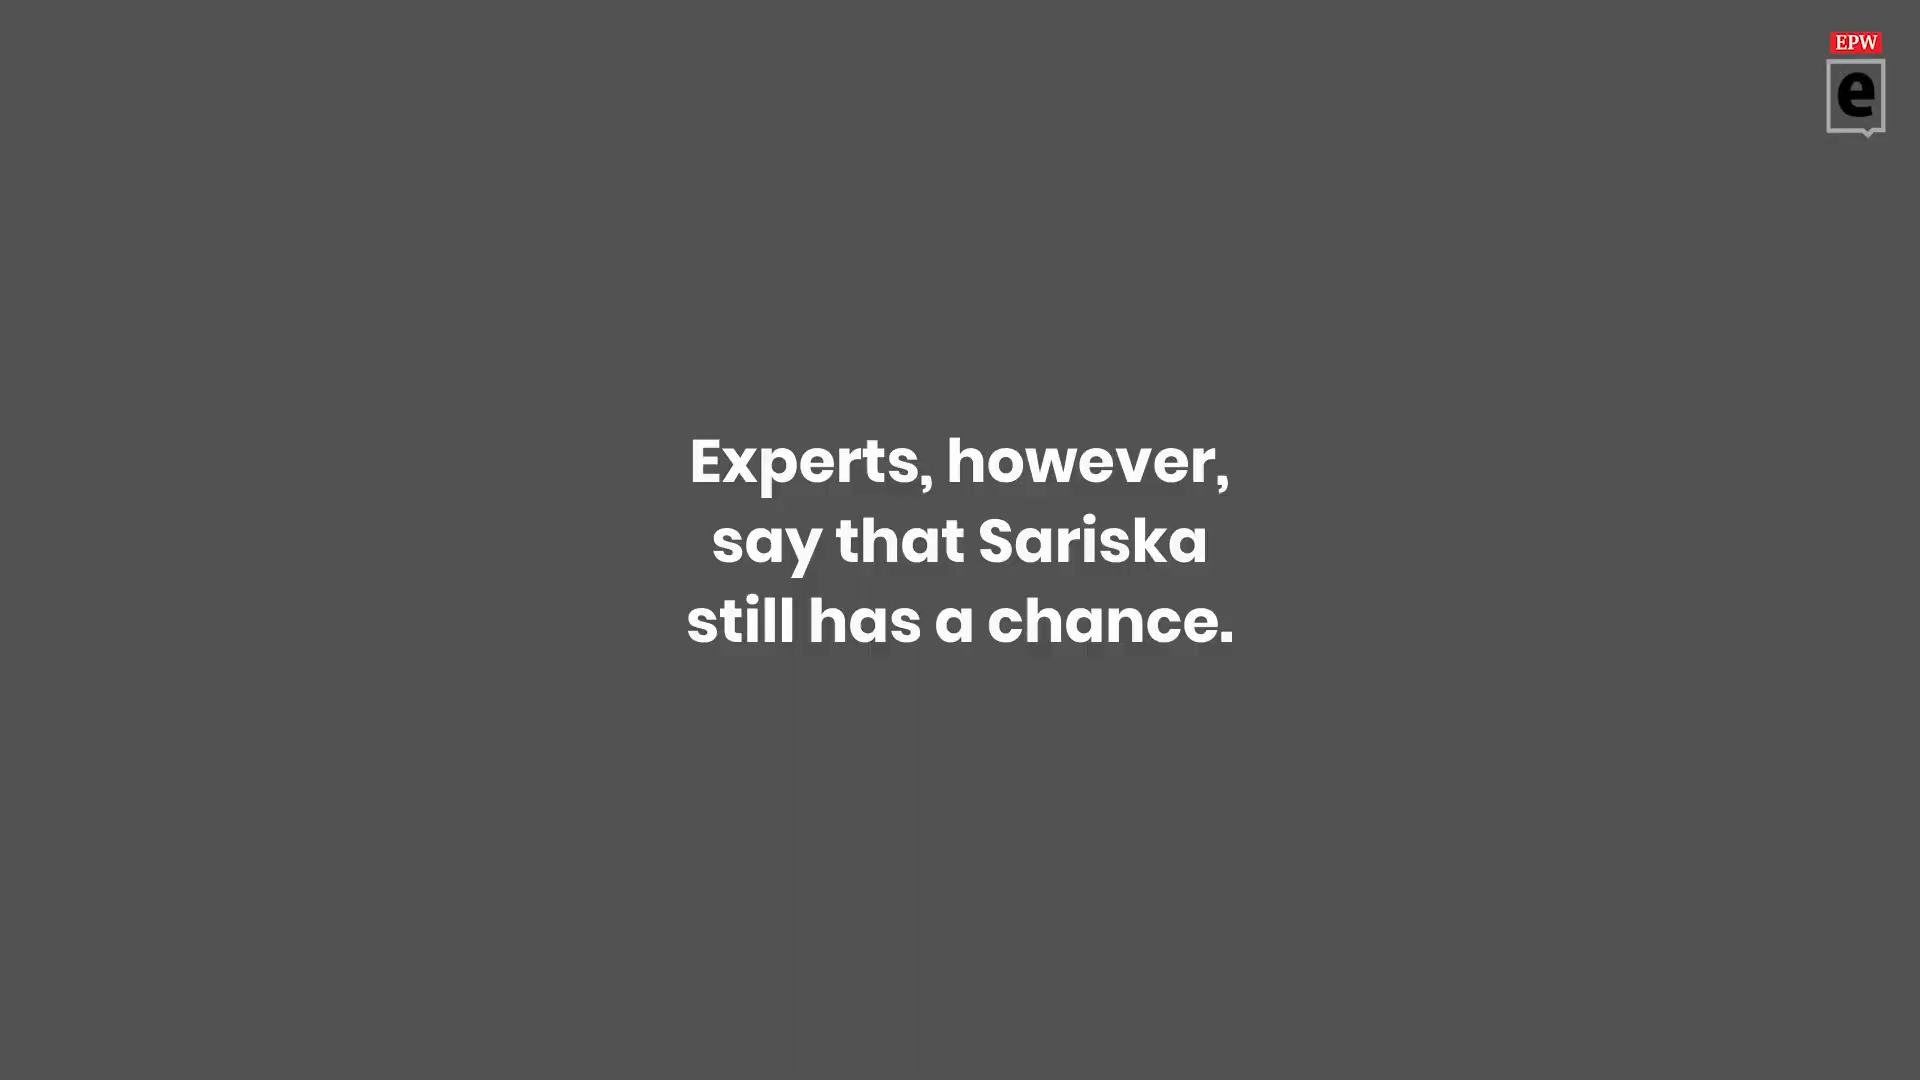 EPW
e
Experts, however,
say that Sariska
still has a chance.